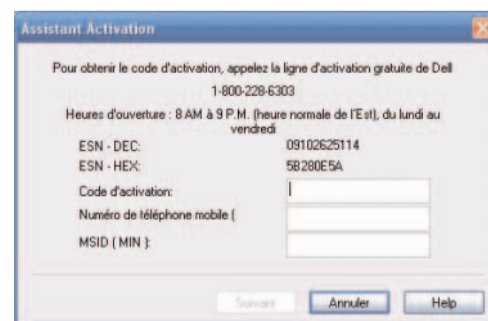 Assistant Activation
Pour obtenir le code d'activation, appelez la ligne d'activation gratuite de Dell
1-800-228-6303
Heures d'ouverture : 8 AM à 9 P.M. (heure normale de l'Est), du lundi au
vendredi
ESN - DEC: 09102625114
ESN - HEX: 5B280E5A
Code d'activation:
Numéro de téléphone mobile (
MSID ( MIN ):
Suivant Annuler Help